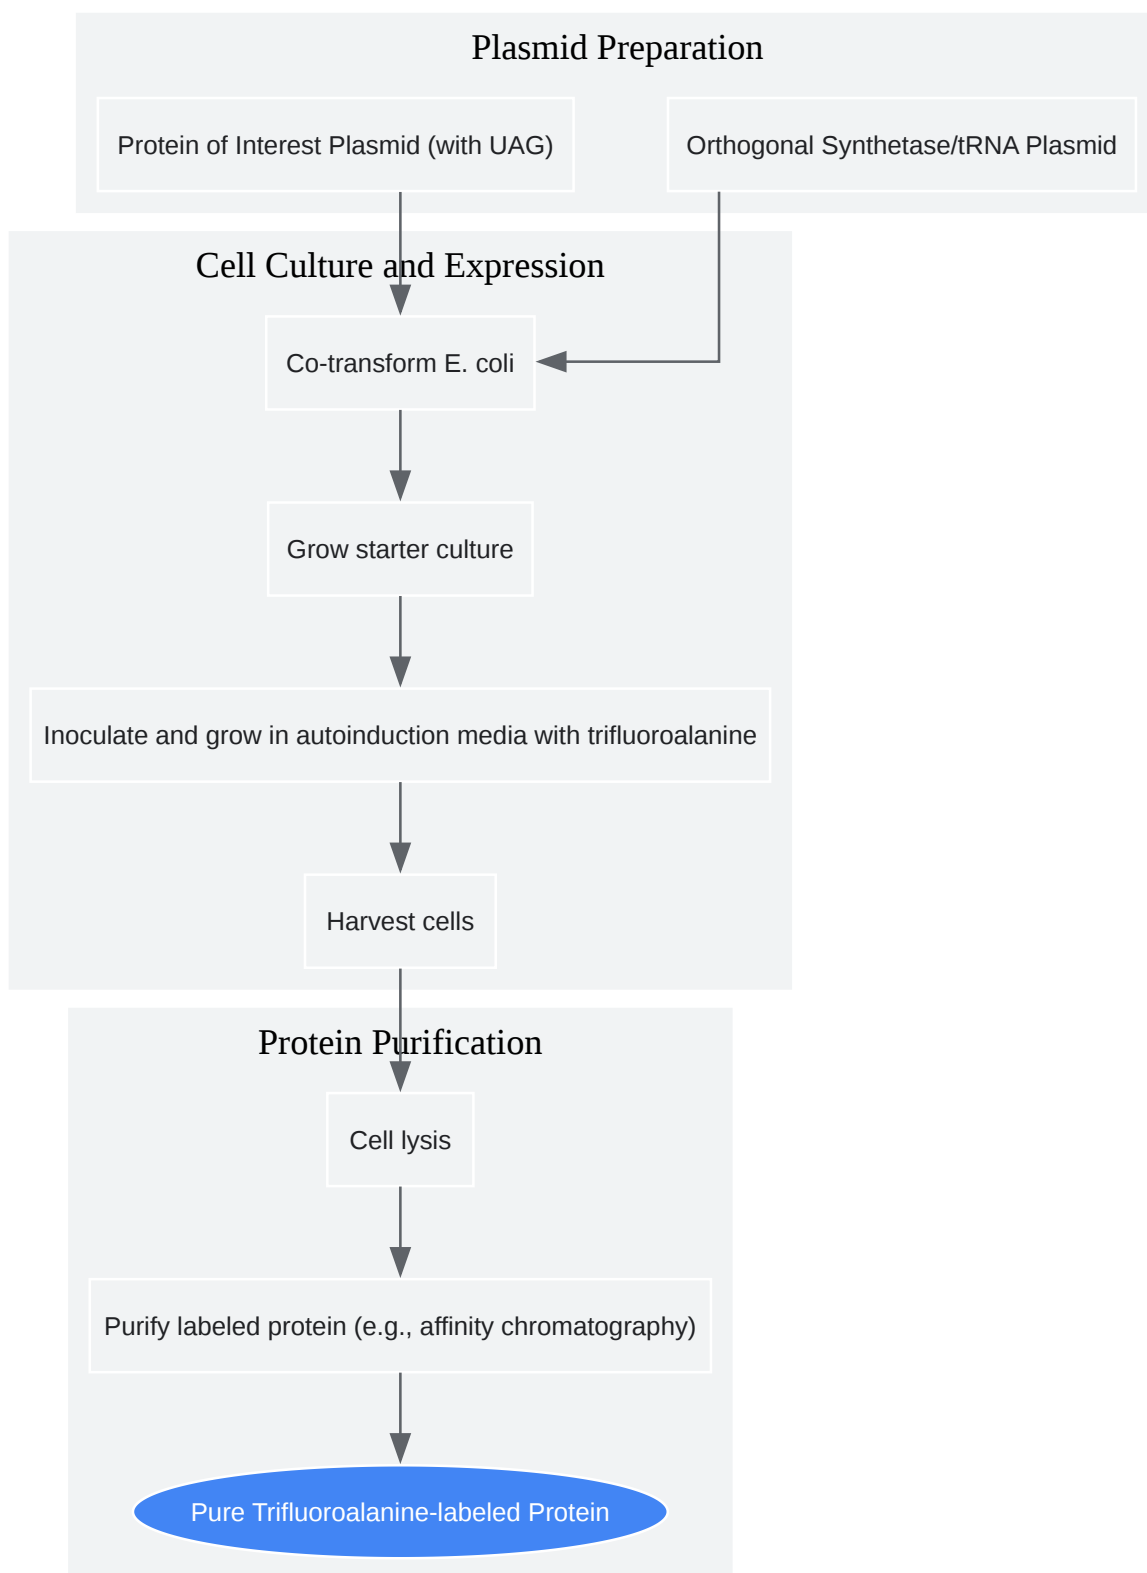 Plasmid Preparation
Protein of Interest Plasmid (with UAG)
Orthogonal Synthetase/tRNA Plasmid
Cell Culture and Expression
Co-transform E. coli
Grow starter culture
Inoculate and grow in autoinduction media with trifluoroalanine
Harvest cells
Protein Purification
Cell lysis
Purify labeled protein (e.g., affinity chromatography)
Pure Trifluoroalanine-labeled Protein